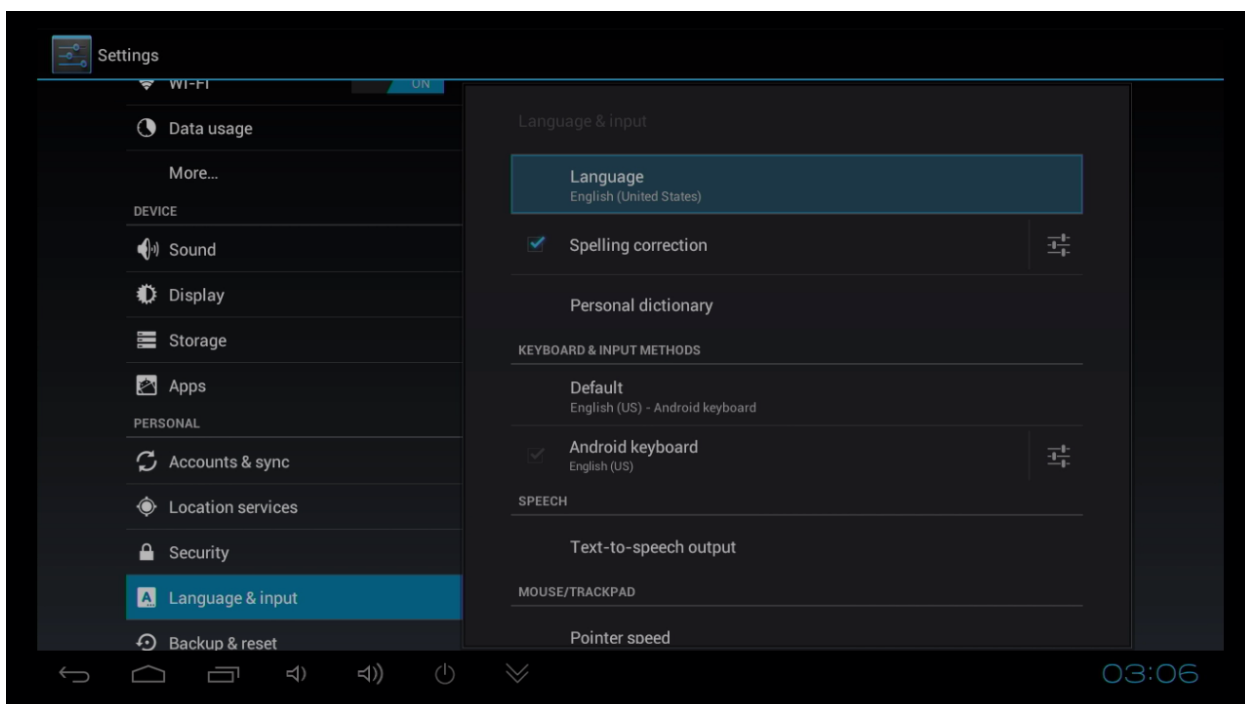 Settings
Wi-Fi
ON
Data usage
More...
DEVICE
Sound
Display
Storage
Apps
PERSONAL
Accounts & sync
Location services
Security
Language & input
Backup & reset
Language & input
Language
English (United States)
Spelling correction
Personal dictionary
KEYBOARD & INPUT METHODS
Default
English (US) - Android keyboard
Android keyboard
English (US)
SPEECH
Text-to-speech output
MOUSE/TRACKPAD
Pointer speed
03:06